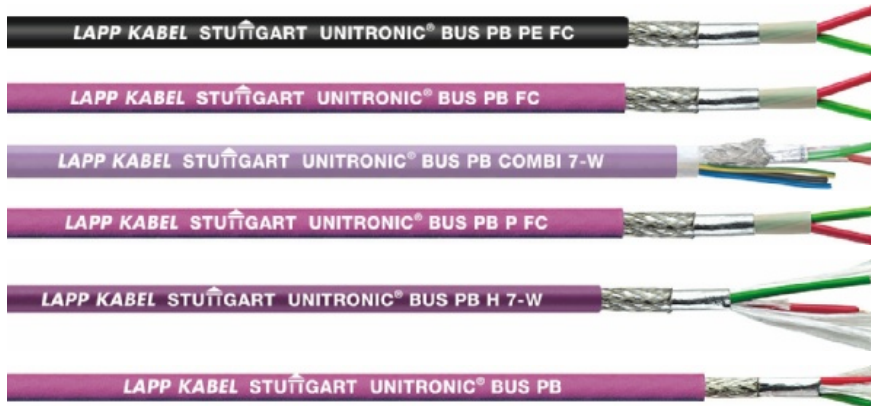 LAPP KABEL STUTTGART UNITRONIC® BUS PB PE FC
LAPP KABEL STUTTGART UNITRONIC® BUS PB FC
LAPP KABEL STUTTGART UNITRONIC® BUS PB COMBI 7-W
LAPP KABEL STUTTGART UNITRONIC® BUS PB P FC
LAPP KABEL STUTTGART UNITRONIC® BUS PB H 7-W
LAPP KABEL STUTTGART UNITRONIC® BUS PB